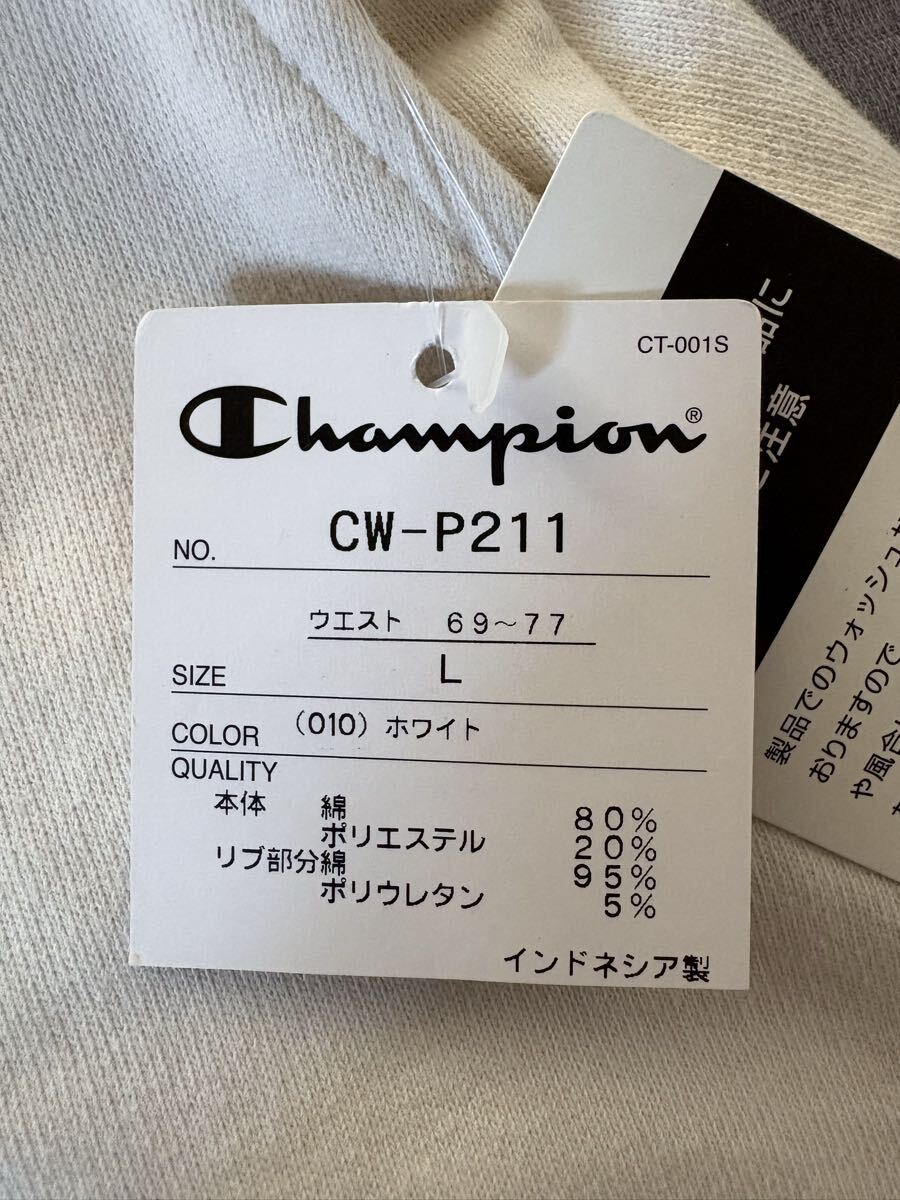 CT-001S
Champion®
NO. CW-P211
ウエスト 69～77
SIZE L
COLOR (010) ホワイト
QUALITY
本体 綿 80%
ポリエステル 20%
リブ部分綿 95%
ポリウレタン 5%
インドネシア製
品に
注意
製品でのウォッシュ
おりますので
や風合